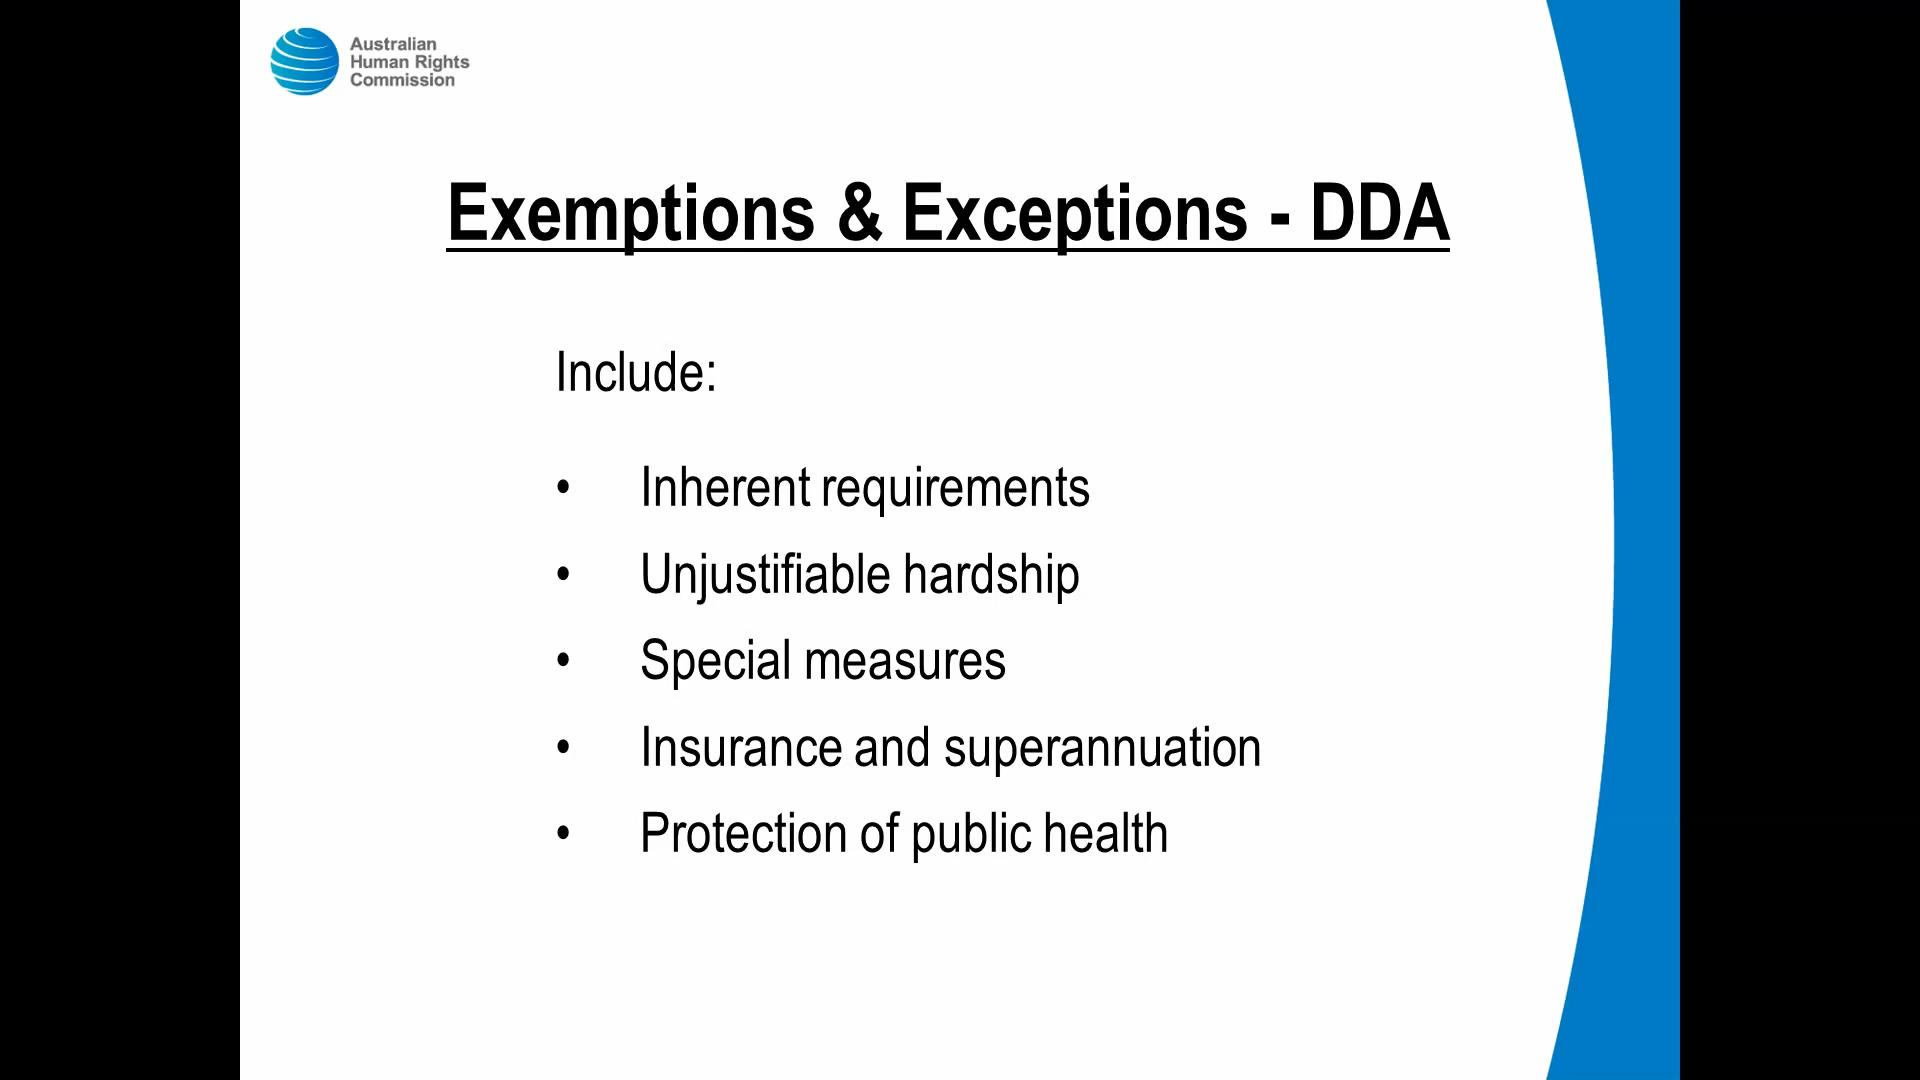 Australian
Human Rights
Commission
Exemptions & Exceptions - DDA
Include:
• Inherent requirements
• Unjustifiable hardship
• Special measures
• Insurance and superannuation
• Protection of public health